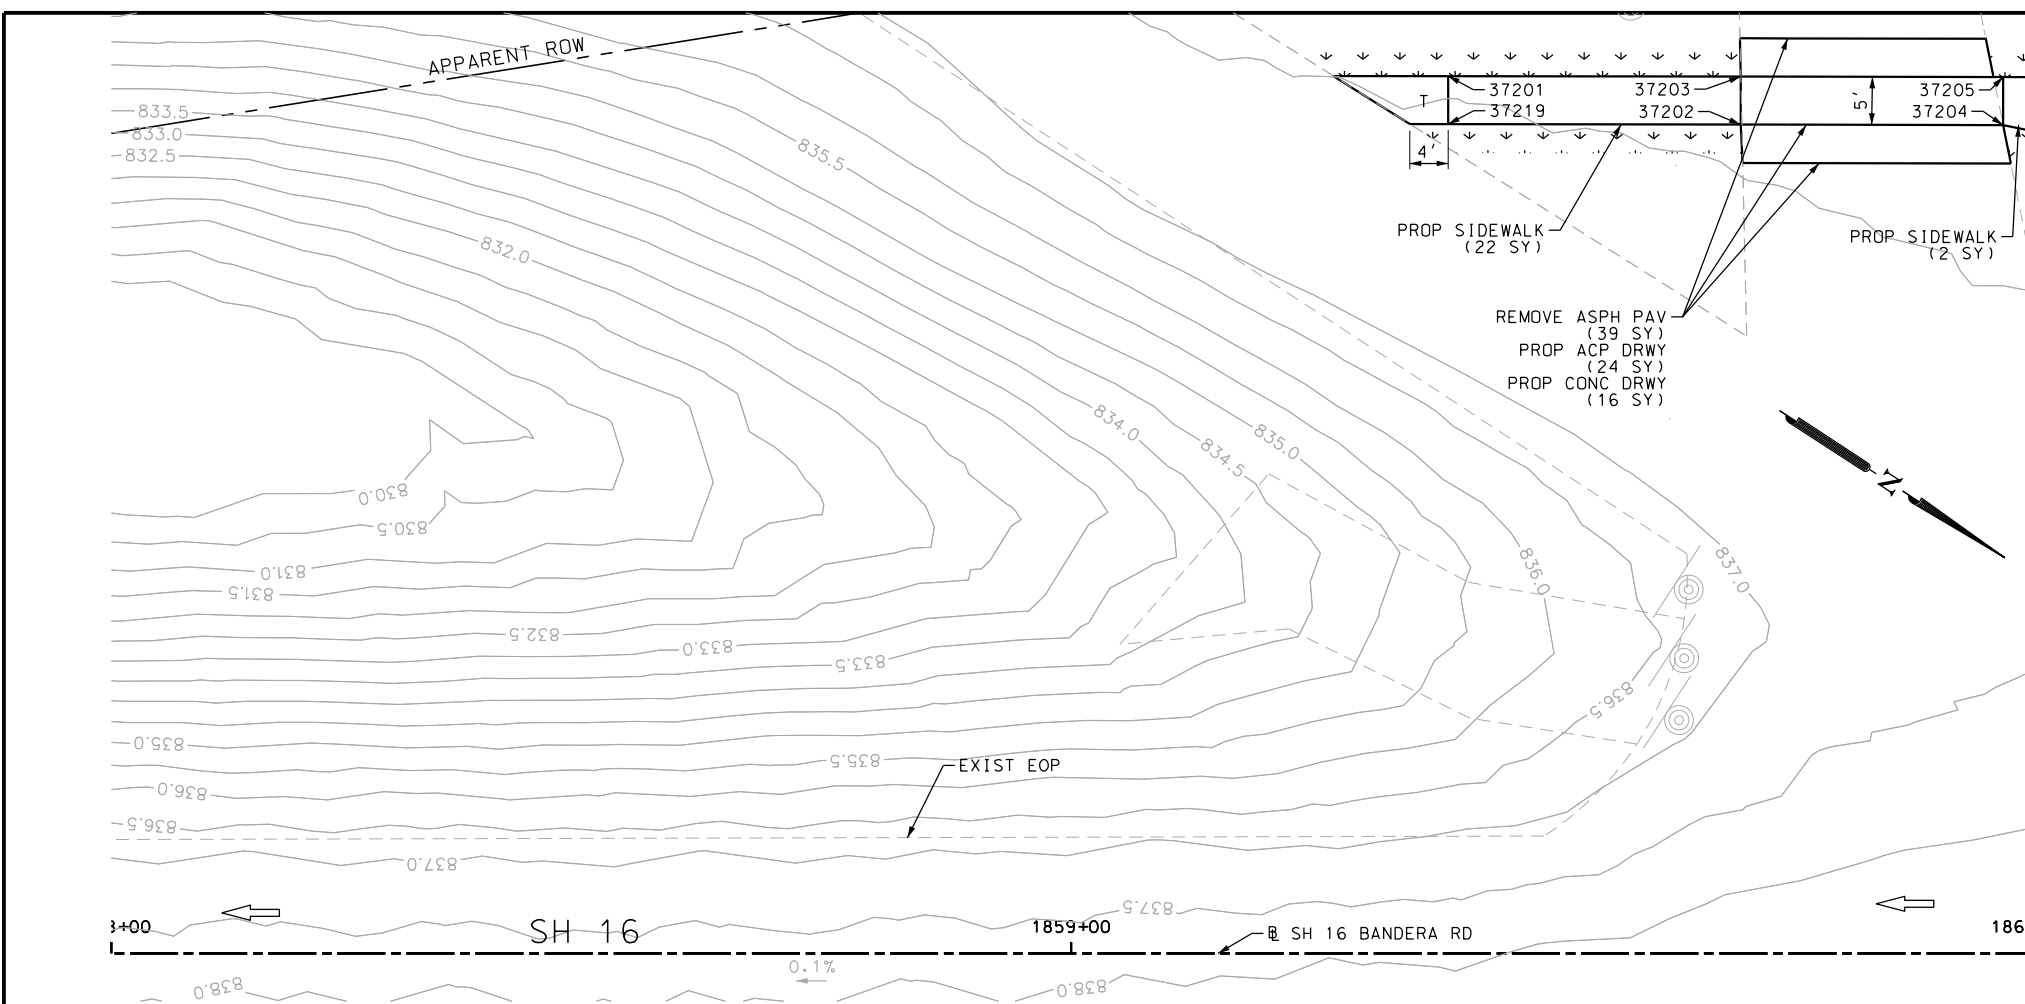 APPARENT ROW
833.5
833.0
832.5
835.5
832.0
T
37201
37203
37205
37219
37202
37204
5'
4'
PROP SIDEWALK
(22 SY)
PROP SIDEWALK
(2 SY)
REMOVE ASPH PAV
(39 SY)
PROP ACP DRWY
(24 SY)
PROP CONC DRWY
(16 SY)
834.0
834.5
835.0
N
830.0
830.5
831.0
831.5
832.5
833.0
833.5
836.0
837.0
836.5
835.0
835.5
836.0
EXIST EOP
836.5
837.0
837.5
3+00
SH 16
1859+00
B SH 16 BANDERA RD
186
0.1%
838.0
838.0